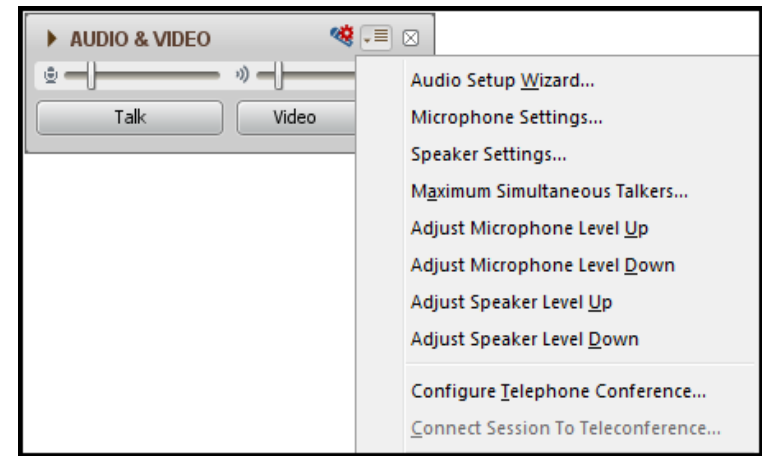 AUDIO & VIDEO
Talk Video
Audio Setup Wizard...
Microphone Settings...
Speaker Settings...
Maximum Simultaneous Talkers...
Adjust Microphone Level Up
Adjust Microphone Level Down
Adjust Speaker Level Up
Adjust Speaker Level Down
Configure Telephone Conference...
Connect Session To Teleconference...